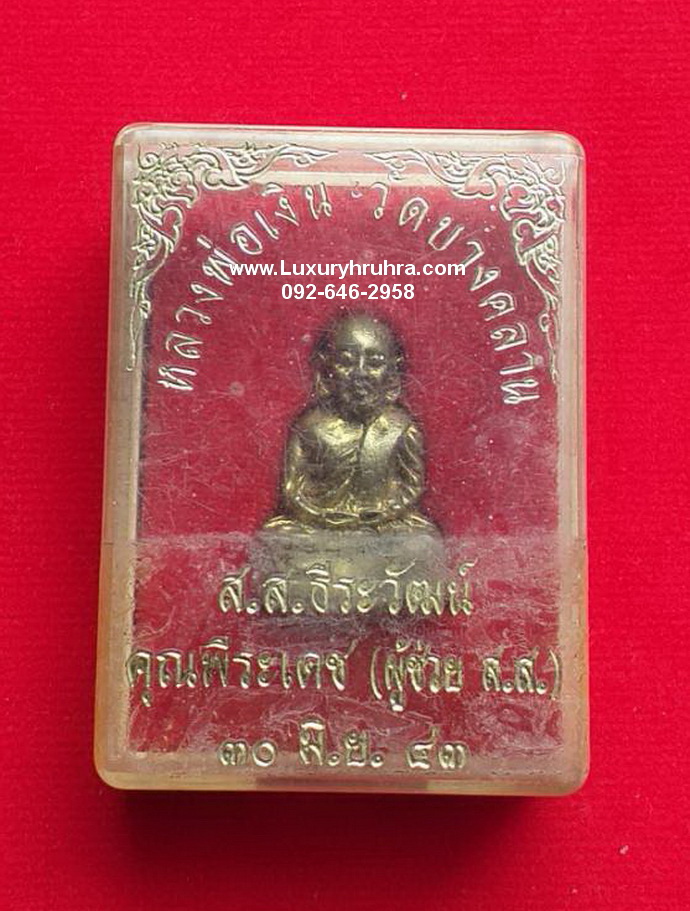 หลวงพ่อเงิน วัดบางคลาน
www.Luxuryhruhra.com
092-646-2958
ส.ส.ธีระวัฒน์
คุณพีระเดช (ผู้ช่วย ส.ส.)
๓๐ มิ.ย. ๔๓